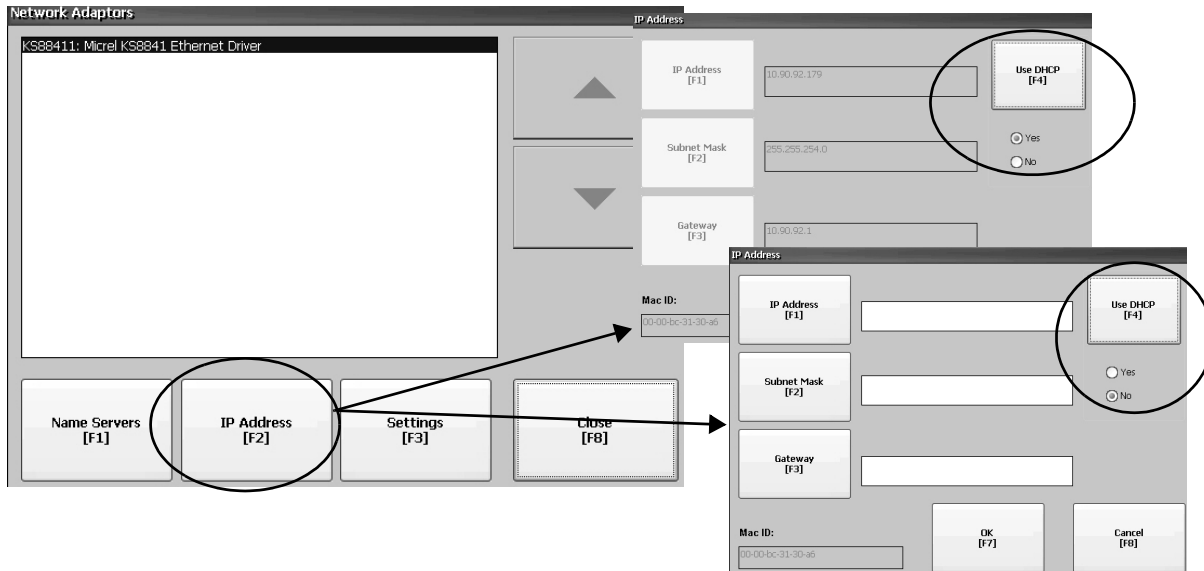 Network Adaptors
KS88411: Micrel KS8841 Ethernet Driver
Name Servers
[F1]
IP Address
[F2]
Settings
[F3]
Close
[F8]
IP Address
IP Address
[F1]
10.90.92.179
Use DHCP
[F4]
Yes
No
Subnet Mask
[F2]
255.255.254.0
Gateway
[F3]
10.90.92.1
Mac ID:
00-00-bc-31-30-a6
IP Address
IP Address
[F1]
Use DHCP
[F4]
Yes
No
Subnet Mask
[F2]
Gateway
[F3]
Mac ID:
00-00-bc-31-30-a6
OK
[F7]
Cancel
[F8]